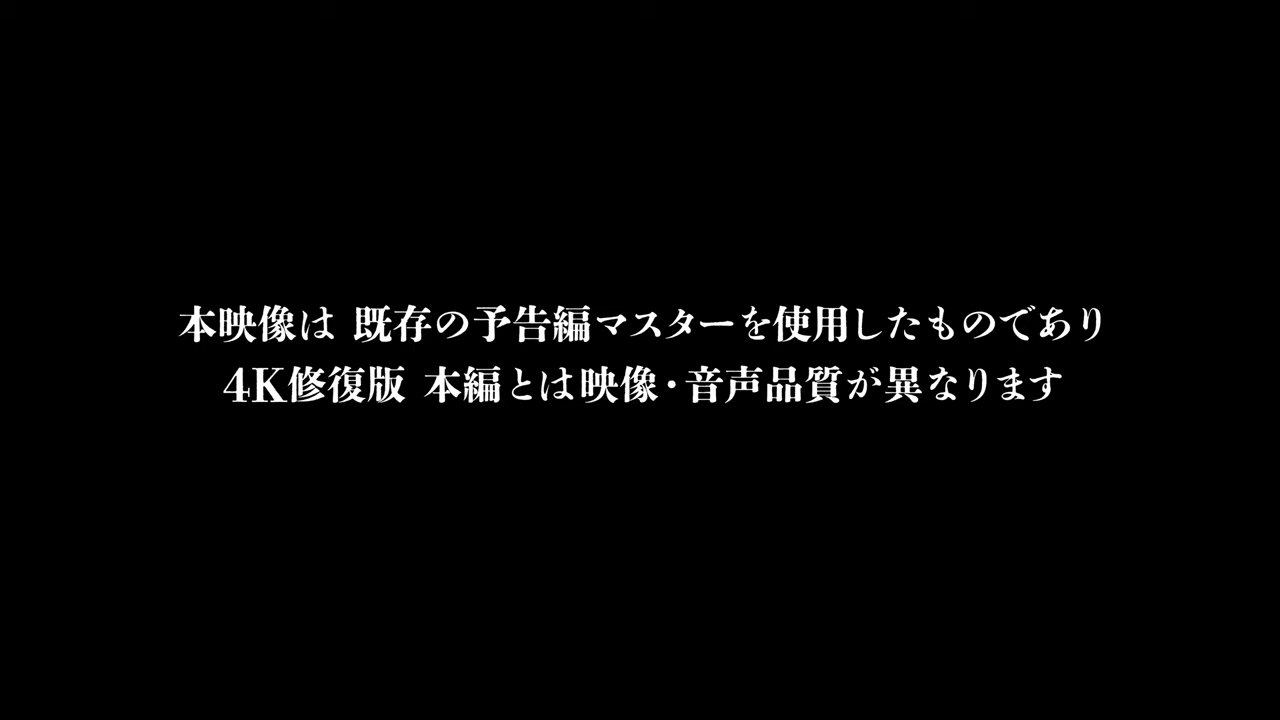 本映像は 既存の予告編マスターを使用したものであり
4K修復版 本編とは映像・音声品質が異なります